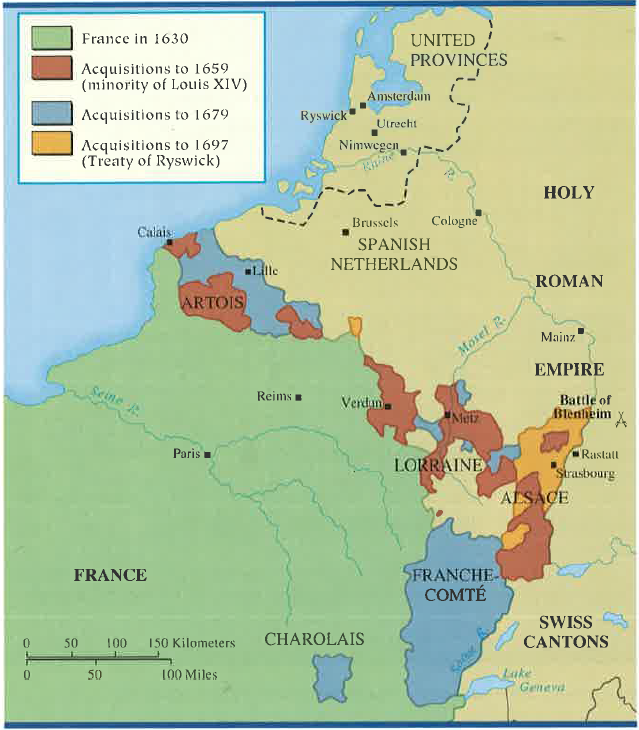 France in 1630
Acquisitions to 1659
(minority of Louis XIV)
Acquisitions to 1679
Acquisitions to 1697
(Treaty of Ryswick)
UNITED
PROVINCES
Amsterdam
Ryswick
Utrecht
Nimwegen
Rhine
R.
HOLY
Cologne
Brussels
Calais
SPANISH
NETHERLANDS
Lille
ROMAN
ARTOIS
Mosel R.
Mainz
EMPIRE
Battle of
Blenheim
Seine R.
Reims
Verdun
Metz
Paris
Rastatt
LORRAINE
Strasbourg
ALSACE
FRANCE
FRANCHE-
COMTÉ
SWISS
CANTONS
CHAROLAIS
0 50 100 150 Kilometers
0 50 100 Miles
Lake
Geneva